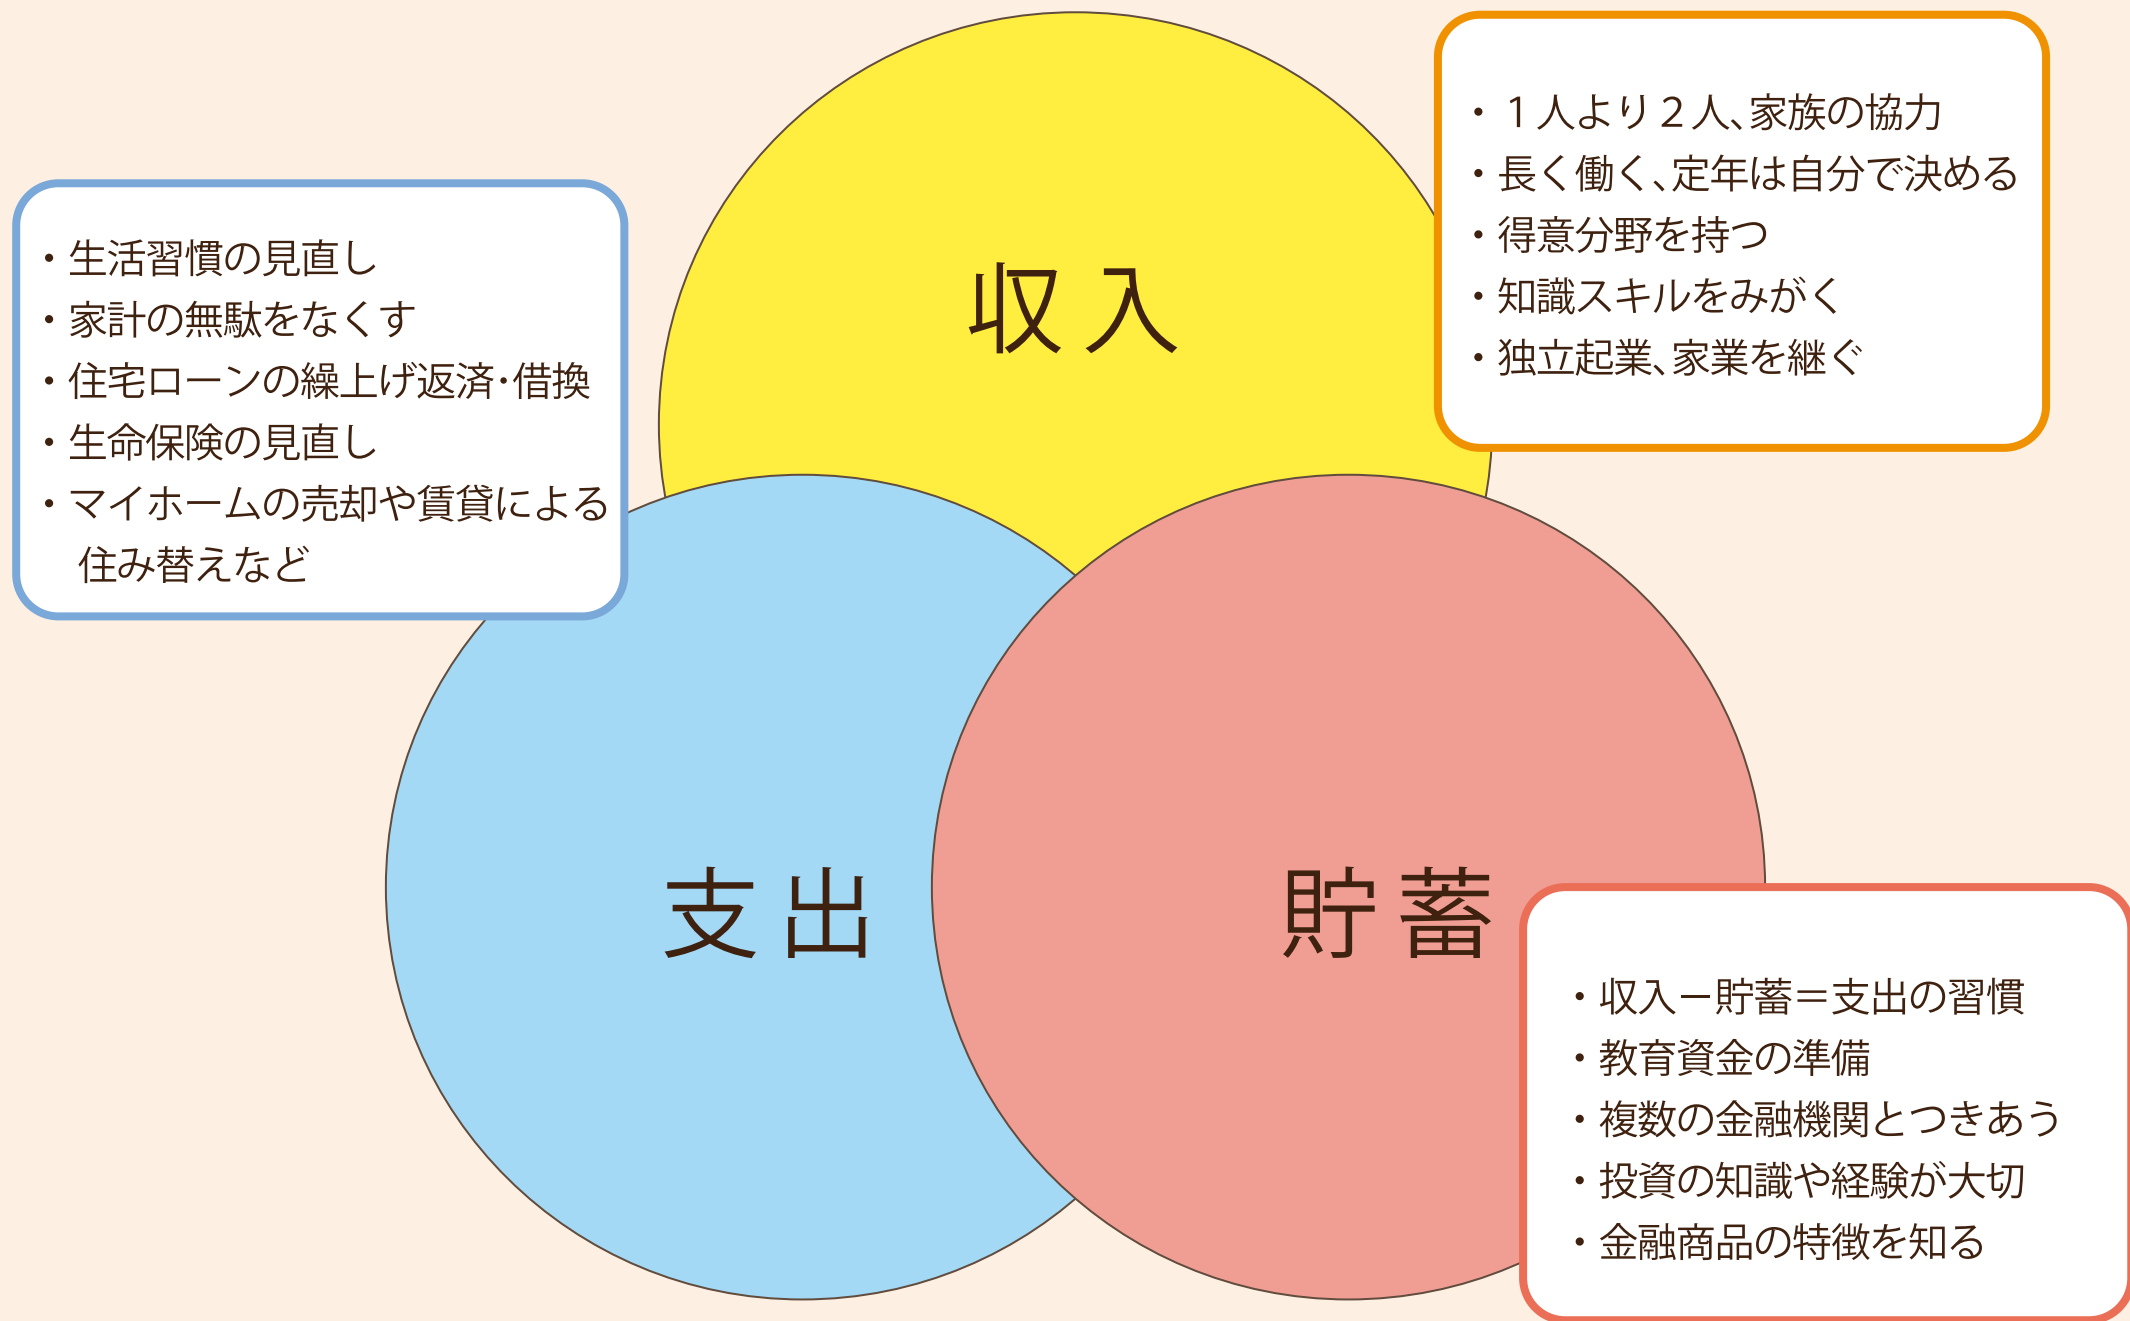 収入
・１人より２人、家族の協力
・長く働く、定年は自分で決める
・得意分野を持つ
・知識スキルをみがく
・独立起業、家業を継ぐ
・生活習慣の見直し
・家計の無駄をなくす
・住宅ローンの繰上げ返済・借換
・生命保険の見直し
・マイホームの売却や賃貸による
住み替えなど
支出
貯蓄
・収入－貯蓄＝支出の習慣
・教育資金の準備
・複数の金融機関とつきあう
・投資の知識や経験が大切
・金融商品の特徴を知る